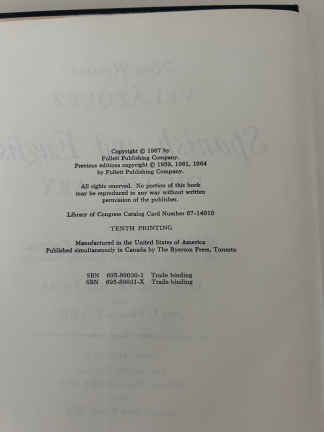 Copyright © 1967 by
Follett Publishing Company.
Previous editions copyright © 1959, 1961, 1964
by Follett Publishing Company.
All rights reserved. No portion of this book
may be reproduced in any way without written
permission of the publisher.
Library of Congress Catalog Card Number 67-14010
TENTH PRINTING
Manufactured in the United States of America
Published simultaneously in Canada by The Ryerson Press, Toronto
SBN 695-89030-1 Trade binding
SBN 695-89031-X Trade binding